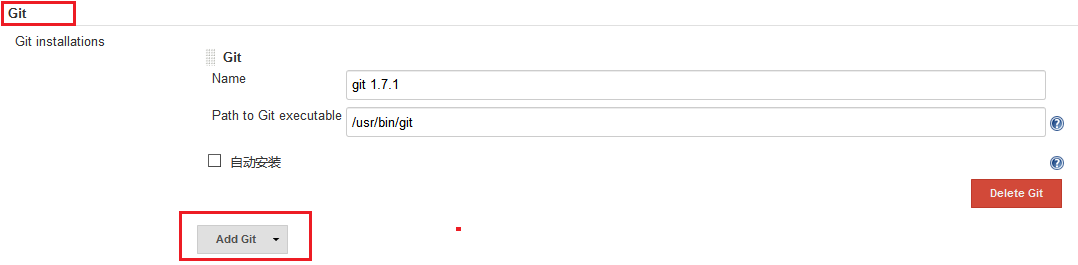 Git
Git installations
Git
Name
git 1.7.1
Path to Git executable
/usr/bin/git
自动安装
Delete Git
Add Git